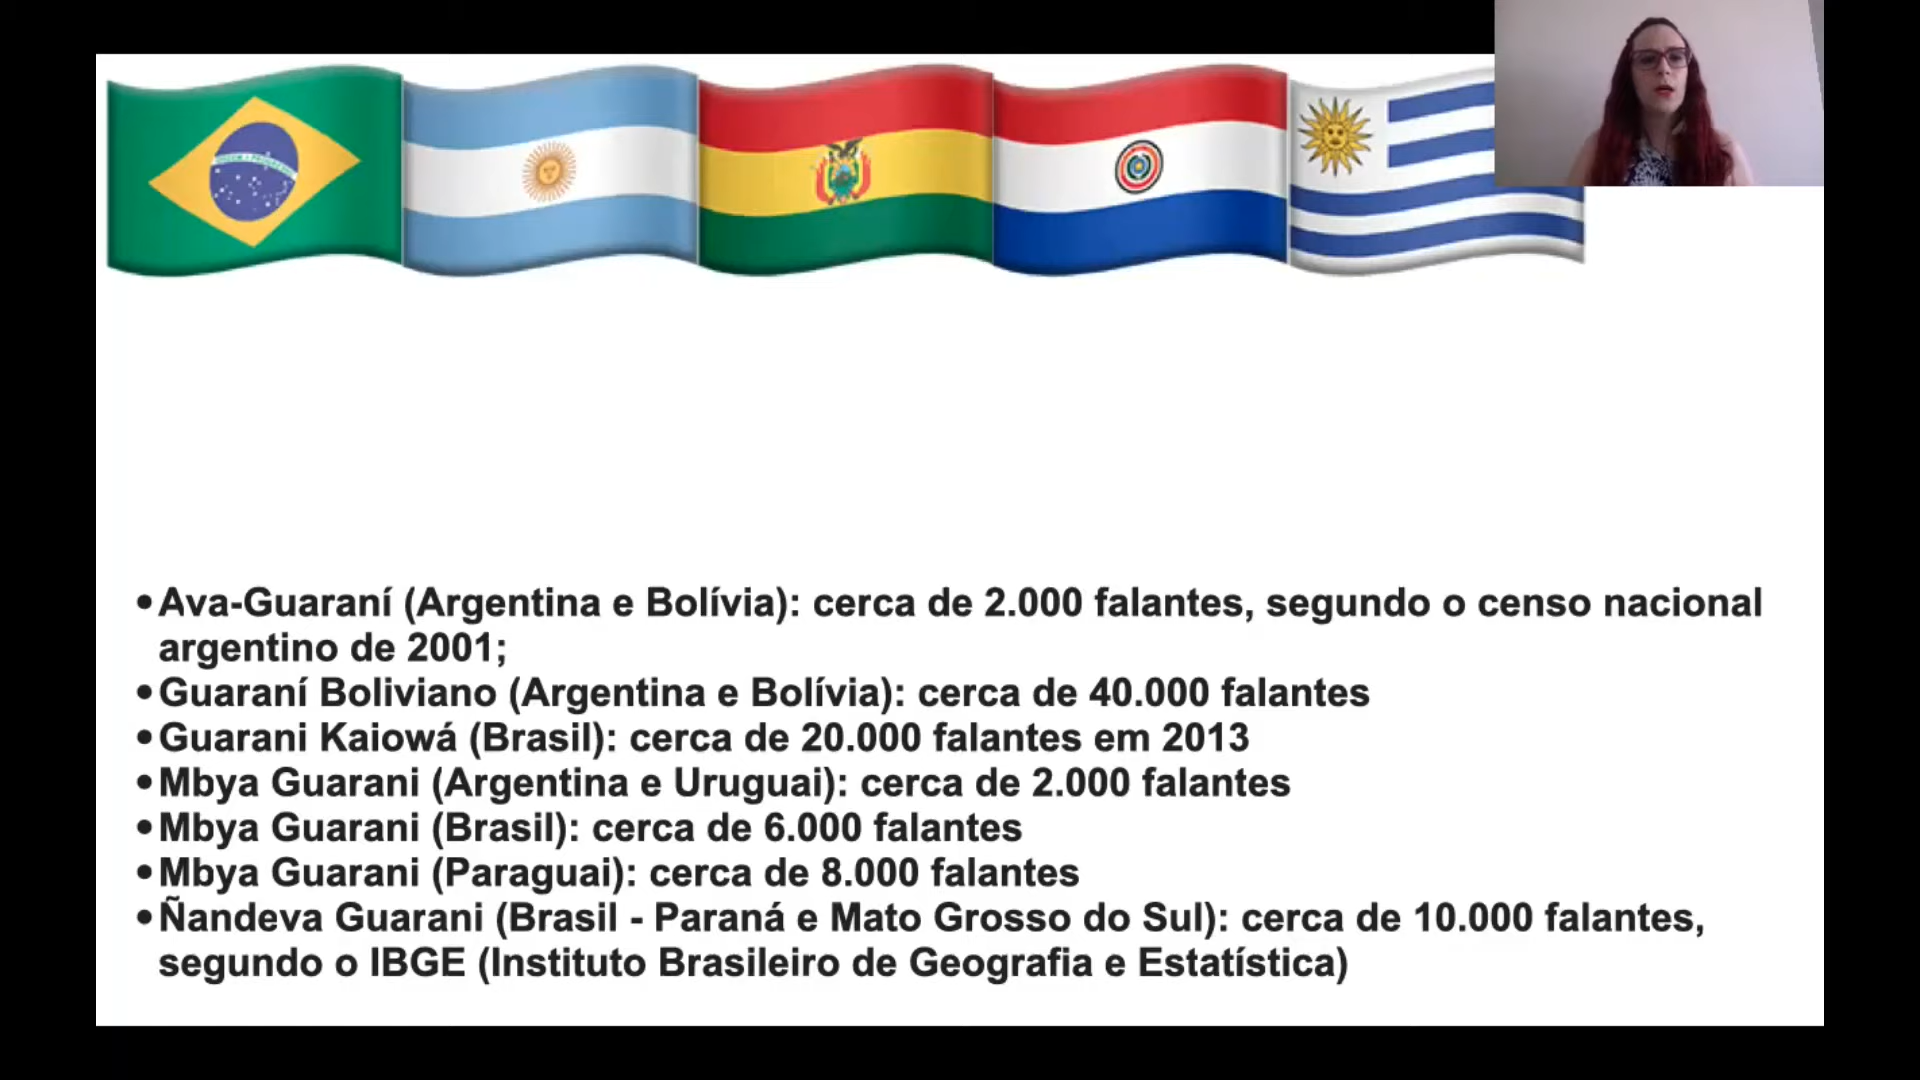 •Ava-Guaraní (Argentina e Bolívia): cerca de 2.000 falantes, segundo o censo nacional
argentino de 2001;
•Guaraní Boliviano (Argentina e Bolívia): cerca de 40.000 falantes
•Guarani Kaiowá (Brasil): cerca de 20.000 falantes em 2013
•Mbya Guarani (Argentina e Uruguai): cerca de 2.000 falantes
•Mbya Guarani (Brasil): cerca de 6.000 falantes
•Mbya Guarani (Paraguai): cerca de 8.000 falantes
•Ñandeva Guarani (Brasil - Paraná e Mato Grosso do Sul): cerca de 10.000 falantes,
segundo o IBGE (Instituto Brasileiro de Geografia e Estatística)